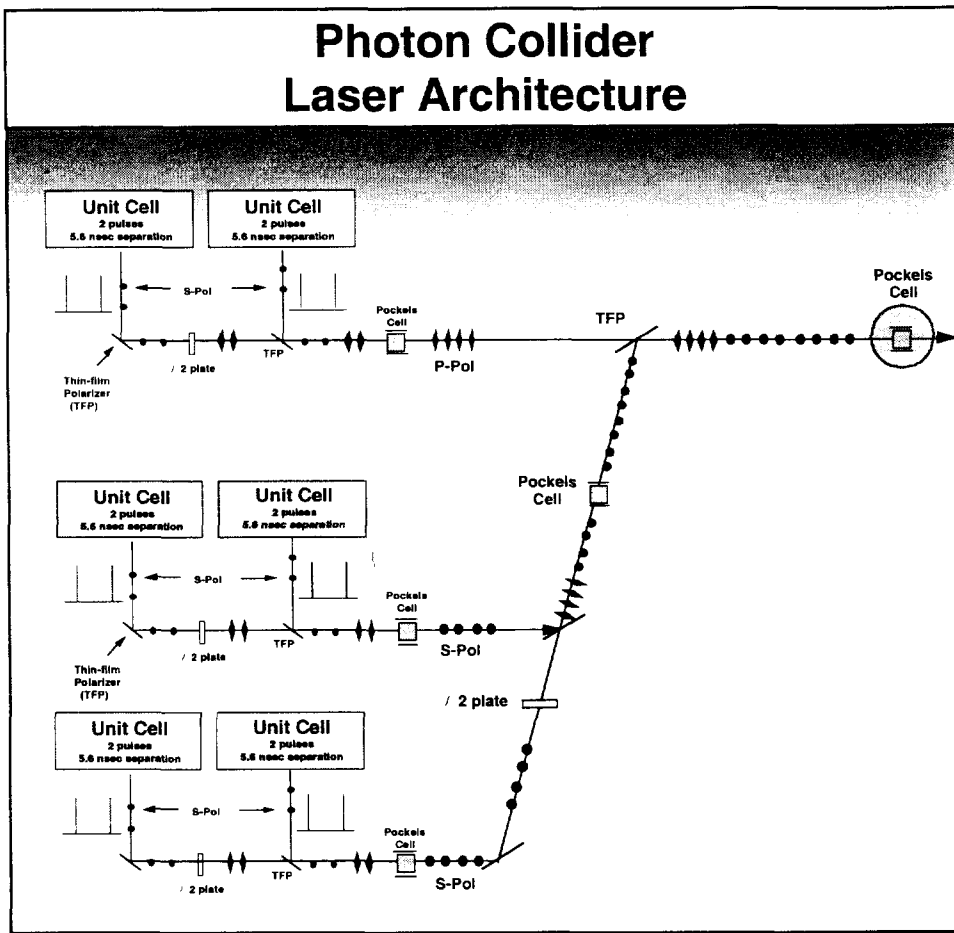 Photon Collider
Laser Architecture
Unit Cell
2 pulses
5.6 nsec separation
Unit Cell
2 pulses
5.6 nsec separation
S-Pol
Pockels
Cell
TFP
Pockels
Cell
P-Pol
TFP
/ 2 plate
Thin-film
Polarizer
(TFP)
Unit Cell
2 pulses
5.6 nsec separation
Unit Cell
2 pulses
5.6 nsec separation
Pockels
Cell
S-Pol
Pockels
Cell
S-Pol
TFP
/ 2 plate
Thin-film
Polarizer
(TFP)
/ 2 plate
Unit Cell
2 pulses
5.6 nsec separation
Unit Cell
2 pulses
5.6 nsec separation
S-Pol
Pockels
Cell
S-Pol
TFP
/ 2 plate